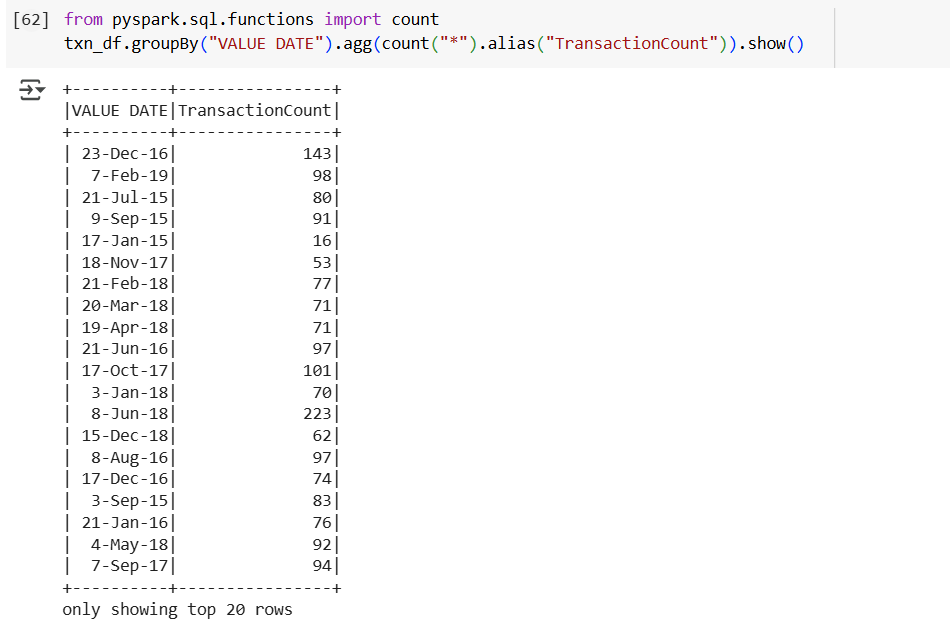 [62] from pyspark.sql.functions import count
txn_df.groupBy("VALUE DATE").agg(count("*").alias("TransactionCount")).show()
+----------+----------------+
|VALUE DATE|TransactionCount|
+----------+----------------+
| 23-Dec-16|             143|
|  7-Feb-19|              98|
| 21-Jul-15|              80|
|  9-Sep-15|              91|
| 17-Jan-15|              16|
| 18-Nov-17|              53|
| 21-Feb-18|              77|
| 20-Mar-18|              71|
| 19-Apr-18|              71|
| 21-Jun-16|              97|
| 17-Oct-17|             101|
|  3-Jan-18|              70|
|  8-Jun-18|             223|
| 15-Dec-18|              62|
|  8-Aug-16|              97|
| 17-Dec-16|              74|
|  3-Sep-15|              83|
| 21-Jan-16|              76|
|  4-May-18|              92|
|  7-Sep-17|              94|
+----------+----------------+
only showing top 20 rows